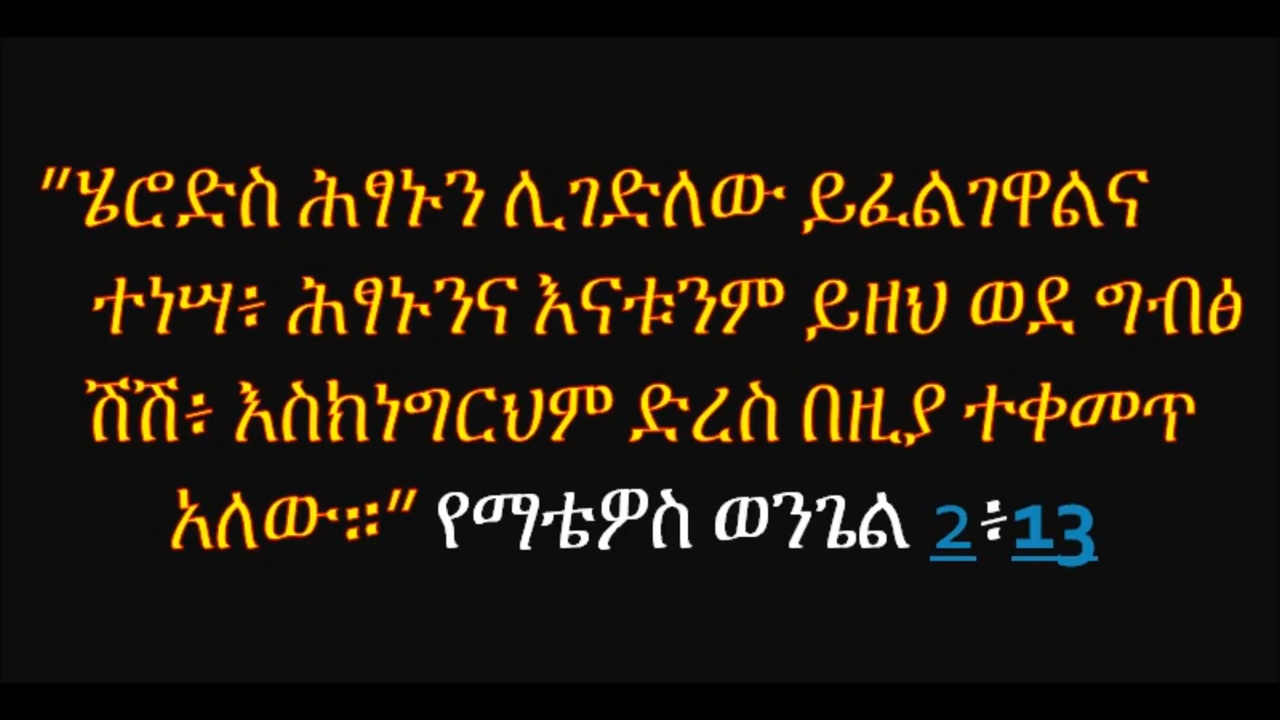 "ሄሮድስ ሕፃኑን ሊገድለው ይፈልገዋልና
ተነሣ፥ ሕፃኑንና እናቱንም ይዘህ ወደ ግብፅ
ሽሽ፥ እስክነግርህም ድረስ በዚያ ተቀመጥ
አለው።" የማቴዎስ ወንጌል 2፥13